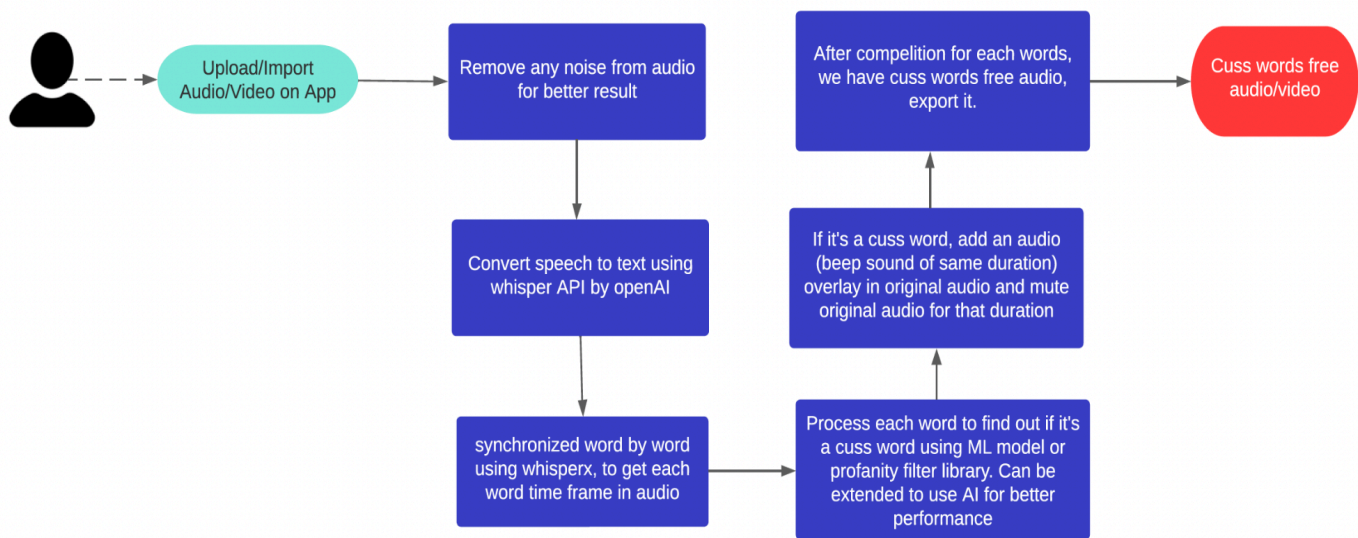 Upload/Import
Audio/Video on App
Remove any noise from audio
for better result
Convert speech to text using
whisper API by openAI
synchronized word by word
using whisperx, to get each
word time frame in audio
Process each word to find out if it's
a cuss word using ML model or
profanity filter library. Can be
extended to use AI for better
performance
If it's a cuss word, add an audio
(beep sound of same duration)
overlay in original audio and mute
original audio for that duration
After compelition for each words,
we have cuss words free audio,
export it.
Cuss words free
audio/video